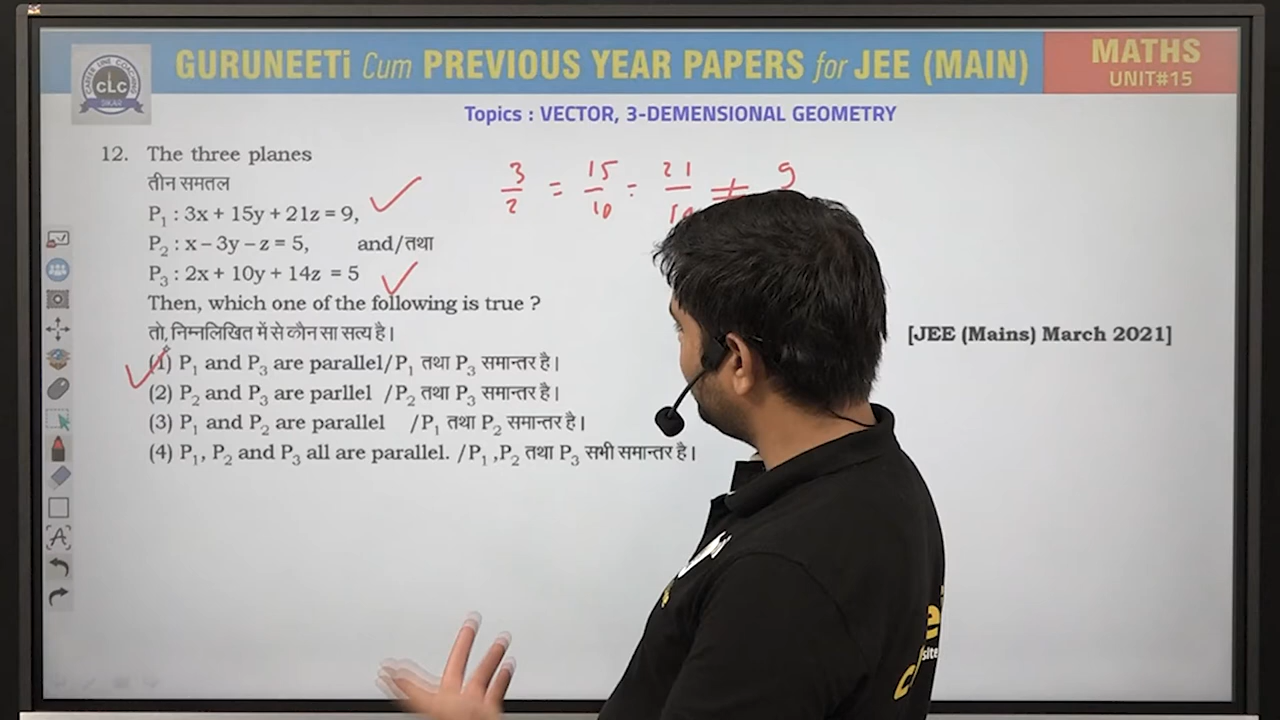 GURUNEETi Cum PREVIOUS YEAR PAPERS for JEE (MAIN)
MATHS
UNIT#15
CLC
SIKAR
Topics : VECTOR, 3-DEMENSIONAL GEOMETRY
12. The three planes
तीन समतल
P₁ : 3x + 15y + 21z = 9,
P₂ : x – 3y – z = 5, and/तथा
P₃ : 2x + 10y + 14z = 5
Then, which one of the following is true ?
तो, निम्नलिखित में से कौन सा सत्य है।
[JEE (Mains) March 2021]
(1) P₁ and P₃ are parallel/P₁ तथा P₃ समान्तर है।
(2) P₂ and P₃ are parllel /P₂ तथा P₃ समान्तर है।
(3) P₁ and P₂ are parallel /P₁ तथा P₂ समान्तर है।
(4) P₁, P₂ and P₃ all are parallel. /P₁ ,P₂ तथा P₃ सभी समान्तर है।
3/2 = 15/10 = 21/ ≠ 9